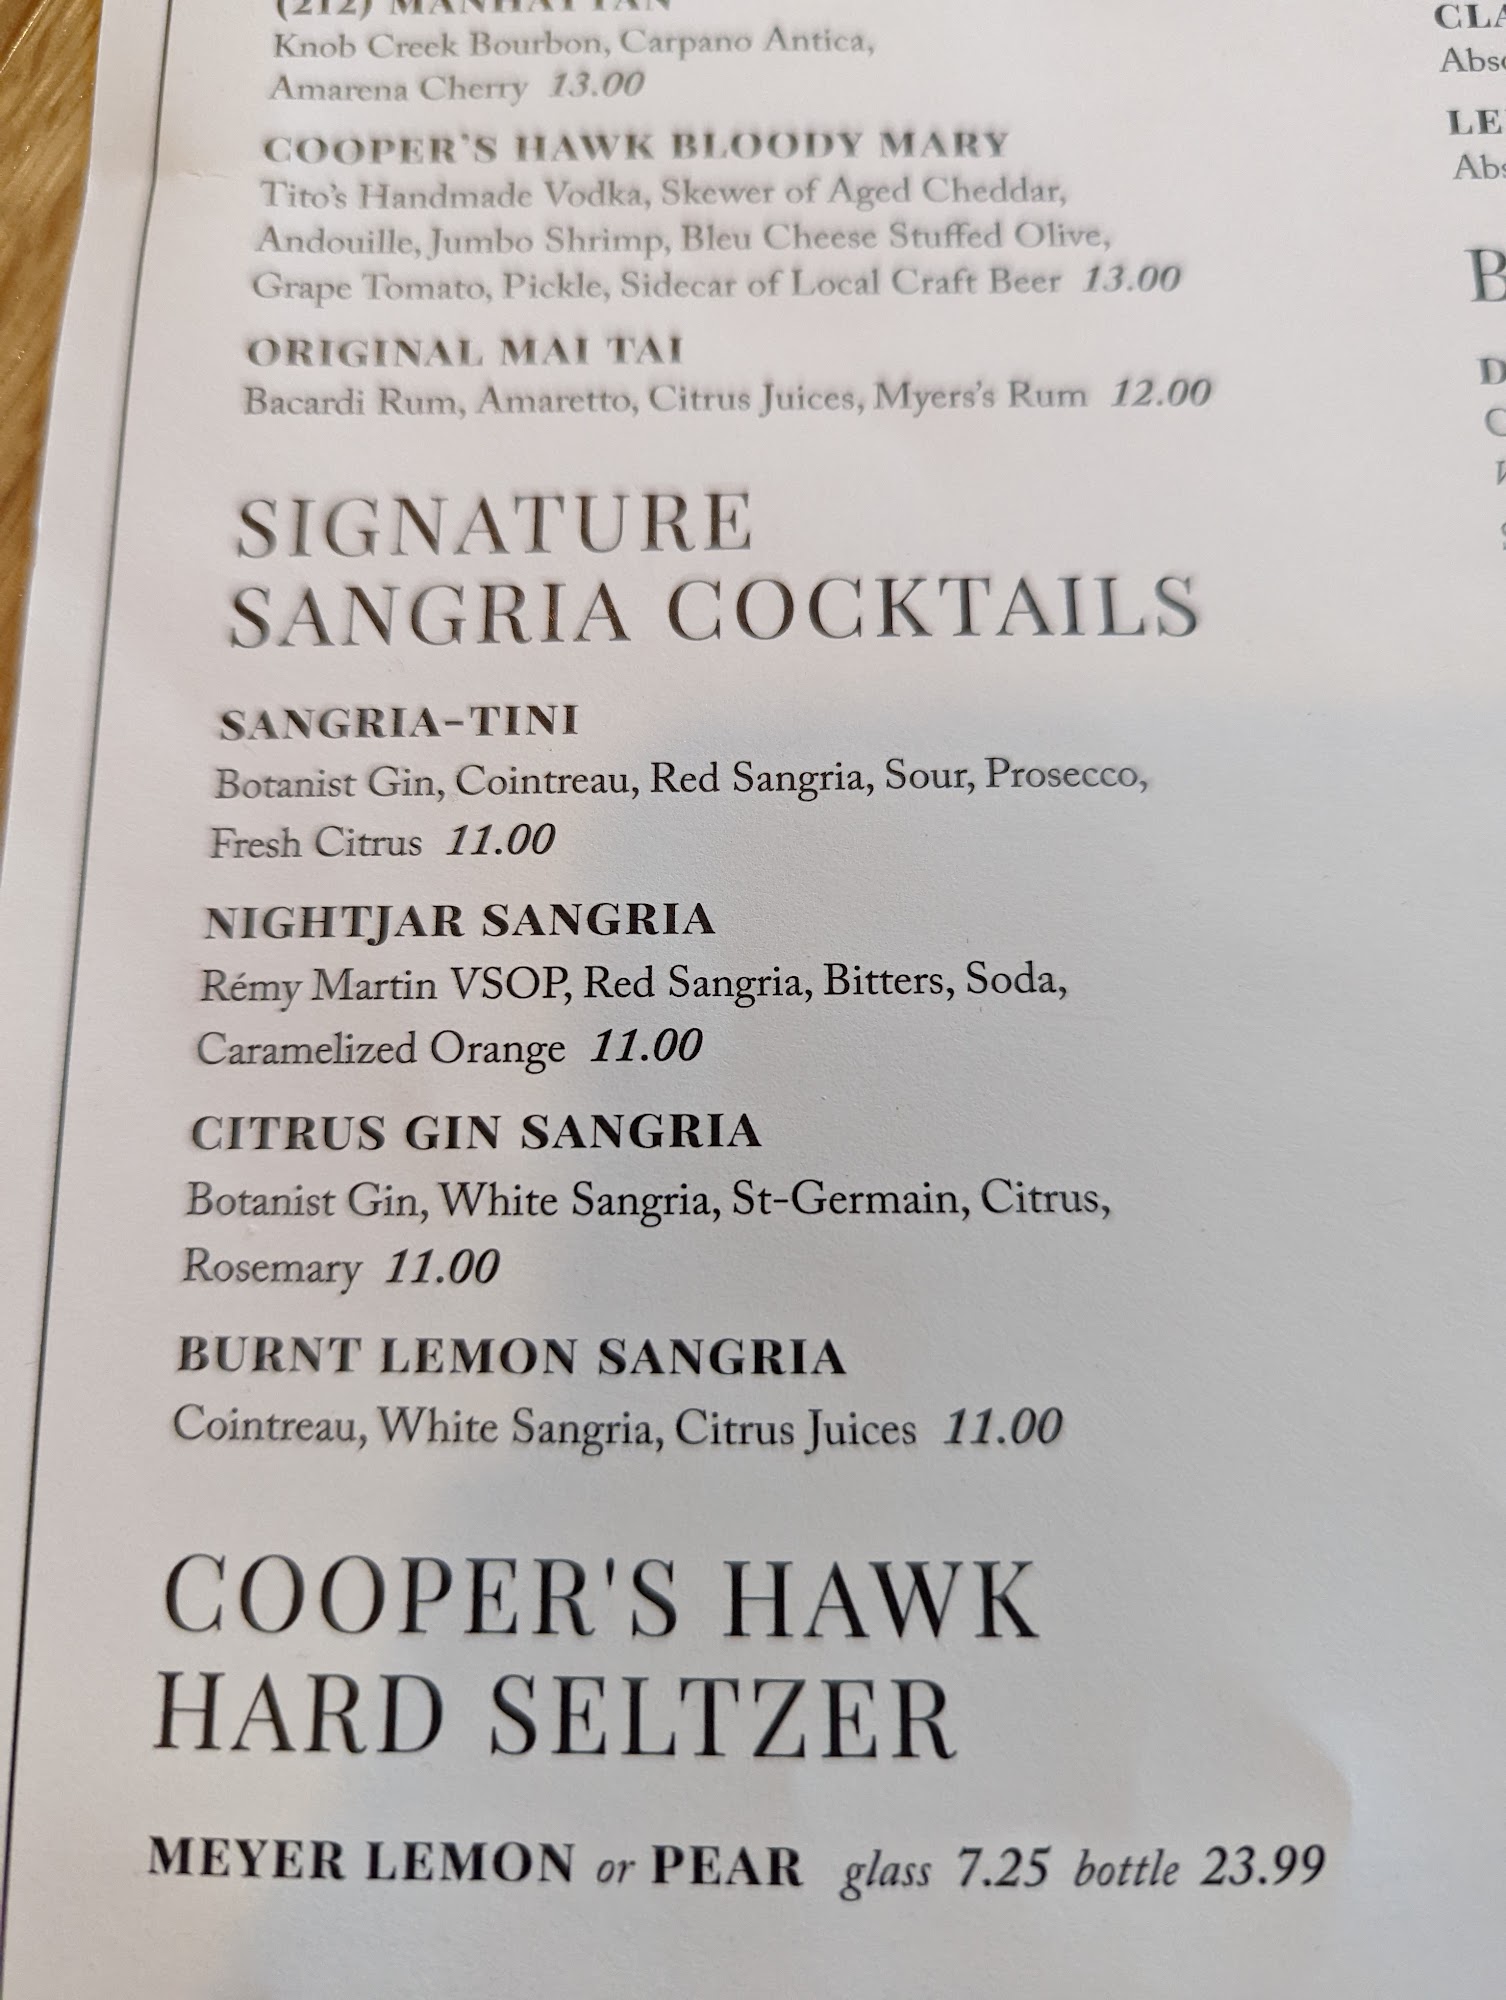 (212) MANHATTAN
Knob Creek Bourbon, Carpano Antica,
Amarena Cherry 13.00
COOPER'S HAWK BLOODY MARY
Tito's Handmade Vodka, Skewer of Aged Cheddar,
Andouille, Jumbo Shrimp, Bleu Cheese Stuffed Olive,
Grape Tomato, Pickle, Sidecar of Local Craft Beer 13.00
ORIGINAL MAI TAI
Bacardi Rum, Amaretto, Citrus Juices, Myers's Rum 12.00
SIGNATURE
SANGRIA COCKTAILS
SANGRIA-TINI
Botanist Gin, Cointreau, Red Sangria, Sour, Prosecco,
Fresh Citrus 11.00
NIGHTJAR SANGRIA
Rémy Martin VSOP, Red Sangria, Bitters, Soda,
Caramelized Orange 11.00
CITRUS GIN SANGRIA
Botanist Gin, White Sangria, St-Germain, Citrus,
Rosemary 11.00
BURNT LEMON SANGRIA
Cointreau, White Sangria, Citrus Juices 11.00
COOPER'S HAWK
HARD SELTZER
MEYER LEMON or PEAR glass 7.25 bottle 23.99